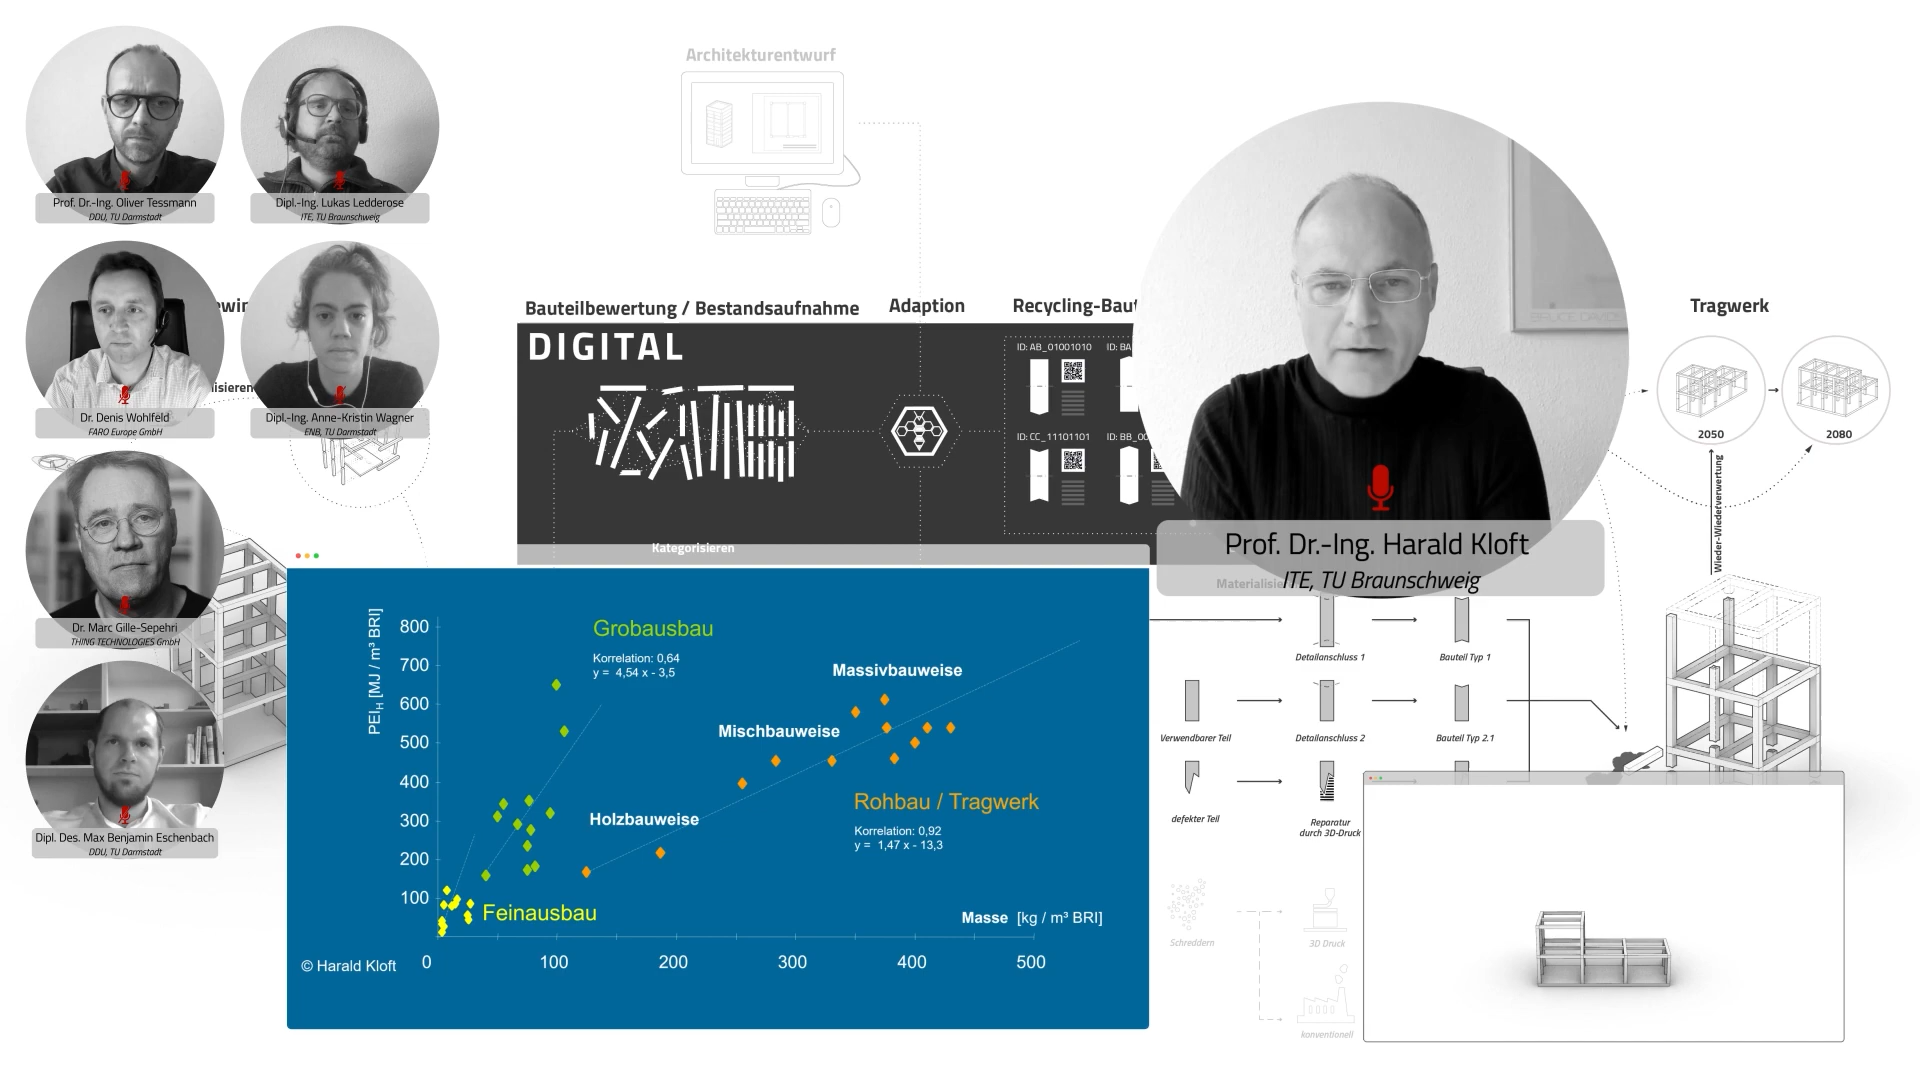 Architekturentwurf
Prof. Dr.-Ing. Oliver Tessmann
DDU, TU Darmstadt
Dipl.-Ing. Lukas Ledderose
ITE, TU Braunschweig
Dr. Denis Wohlfeld
FARO Europe GmbH
Dipl.-Ing. Anne-Kristin Wagner
ENB, TU Darmstadt
Dr. Marc Gille-Sepehri
THING TECHNOLOGIES GmbH
Dipl. Des. Max Benjamin Eschenbach
DDU, TU Darmstadt
Bauteilbewertung / Bestandsaufnahme
Adaption
Recycling-Baut
Tragwerk
DIGITAL
ID: AB_01001010
ID: BA
ID: CC_11101101
ID: BB_00
isieren
Kategorisieren
BRUCE DAVID
Prof. Dr.-Ing. Harald Kloft
ITE, TU Braunschweig
Materialisie
2050
2080
Wieder-Wiederverwertung
PEI_H [MJ / m³ BRI]
800
700
600
500
400
300
200
100
Grobausbau
Korrelation: 0,64
y = 4,54 x - 3,5
Massivbauweise
Mischbauweise
Holzbauweise
Rohbau / Tragwerk
Korrelation: 0,92
y = 1,47 x - 13,3
Feinausbau
Masse [kg / m³ BRI]
© Harald Kloft
0
100
200
300
400
500
Detailanschluss 1
Bauteil Typ 1
Verwendbarer Teil
Detailanschluss 2
Bauteil Typ 2.1
defekter Teil
Reparatur
durch 3D-Druck
Schreddern
3D Druck
konventionell